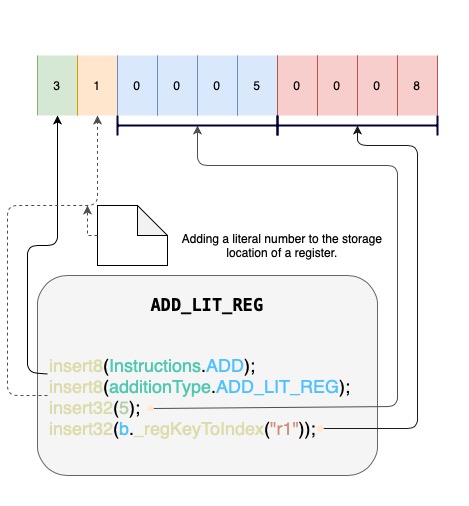 3 1 0 0 0 5 0 0 0 8
Adding a literal number to the storage
location of a register.
ADD_LIT_REG
insert8(Instructions.ADD);
insert8(additionType.ADD_LIT_REG);
insert32(5);
insert32(b._regKeyToIndex("r1"));